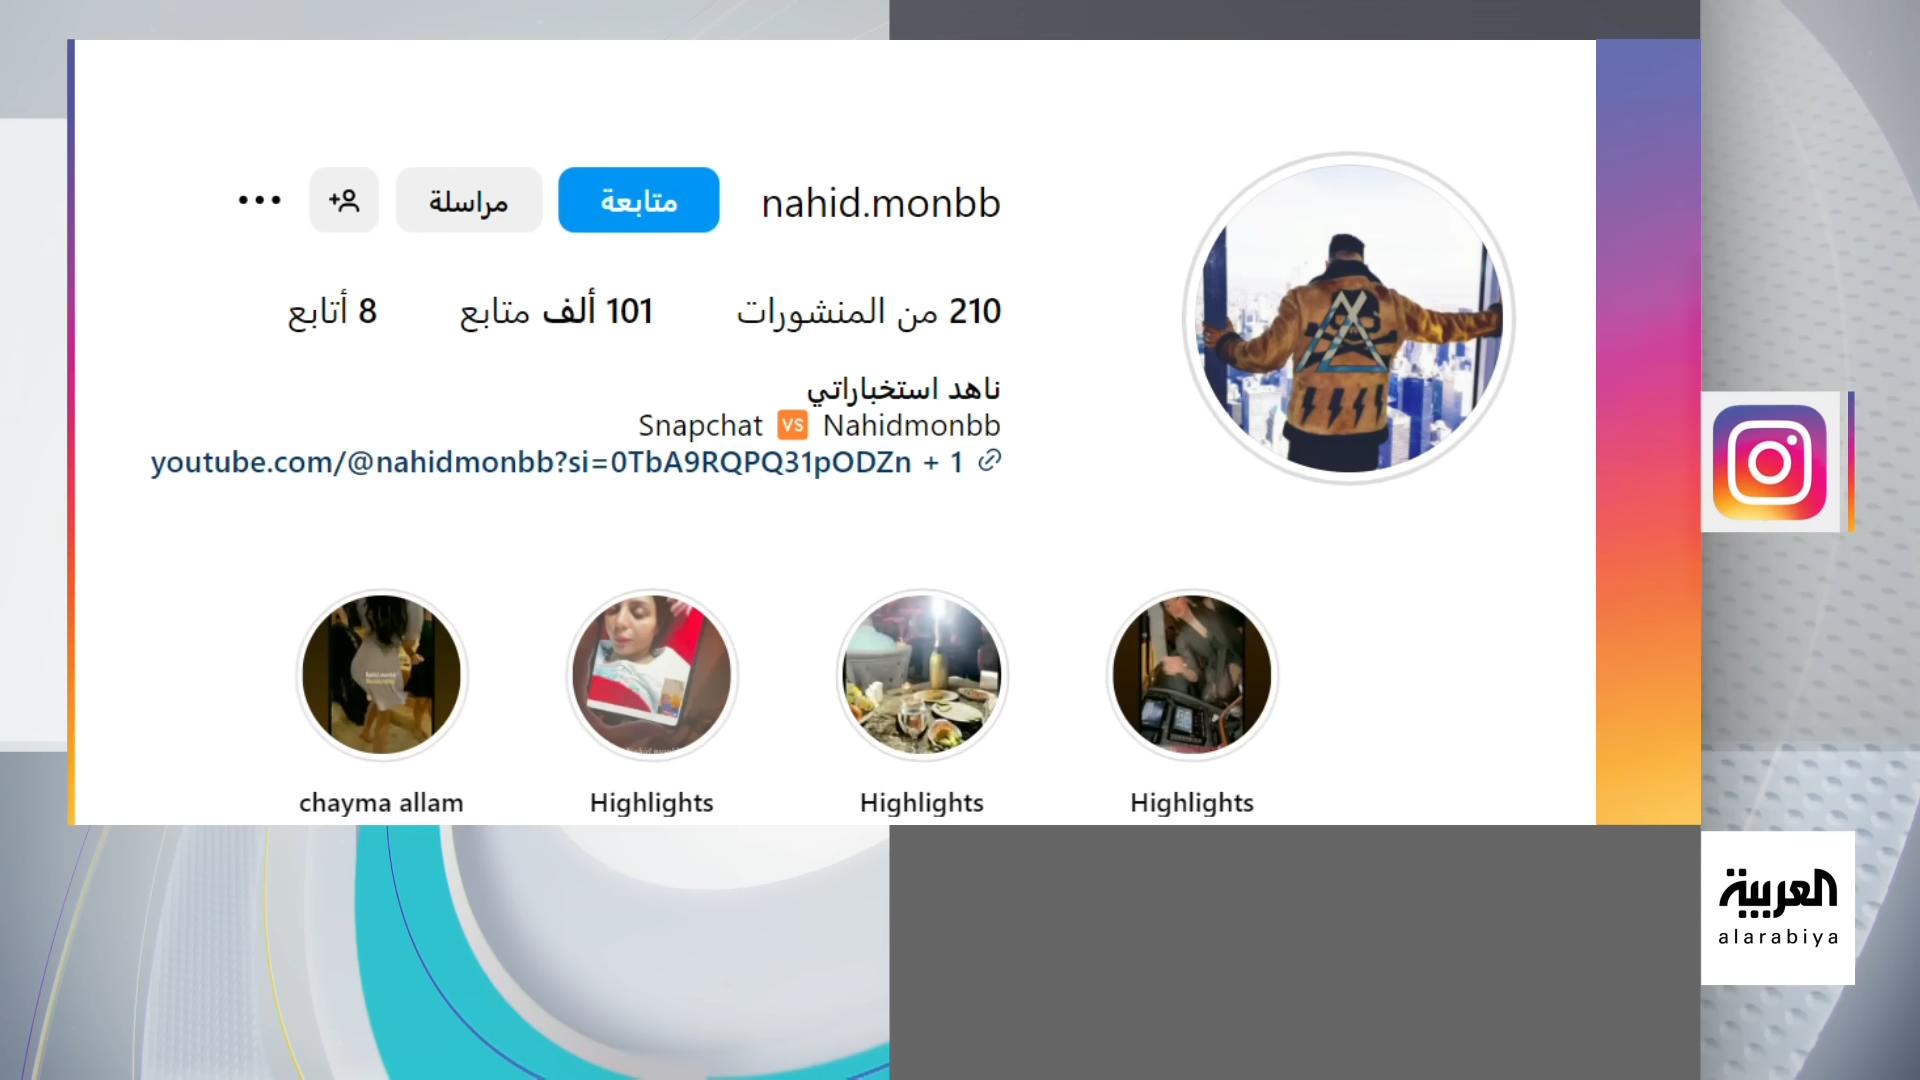 nahid.monbb متابعة مراسلة
210 من المنشورات 101 ألف متابع 8 أتابع
ناهد استخباراتي
Snapchat 🆚 Nahidmonbb
youtube.com/@nahidmonbb?si=0TbA9RQPQ31pODZn + 1
Highlights
Highlights
Highlights
chayma allam
العربية
alarabiya